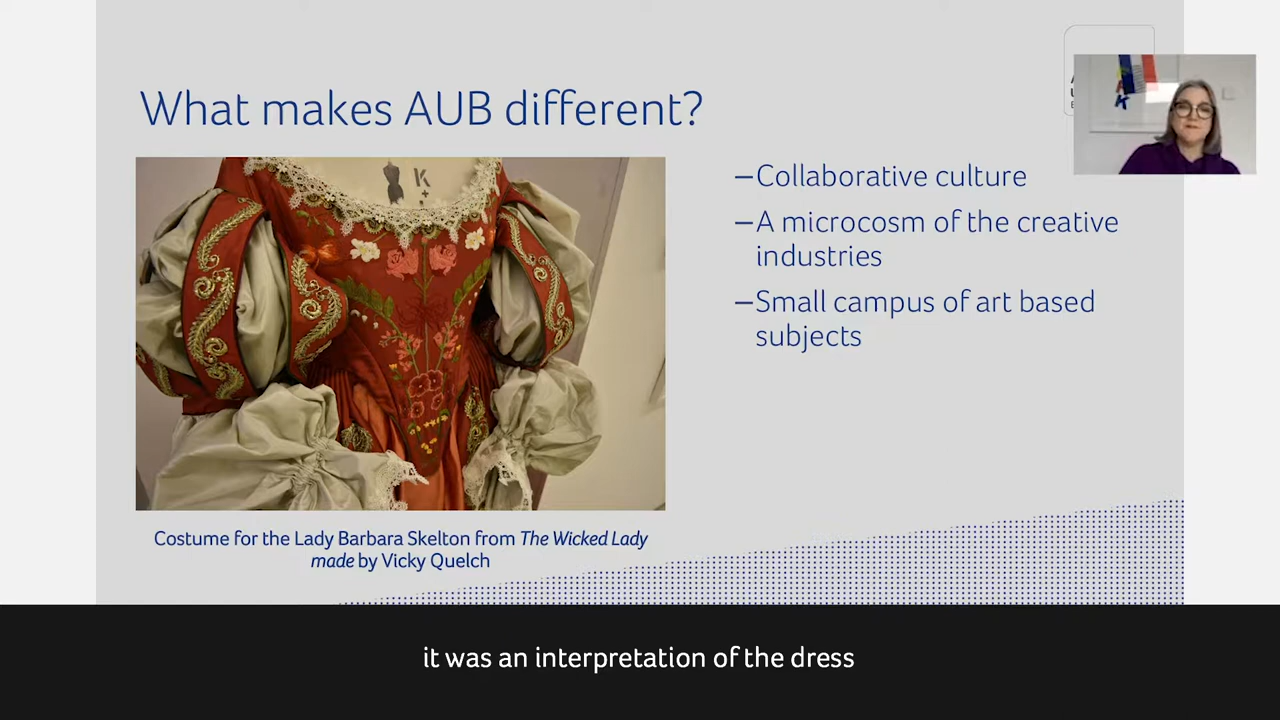 What makes AUB different?
–Collaborative culture
–A microcosm of the creative
industries
–Small campus of art based
subjects
K
+
Costume for the Lady Barbara Skelton from The Wicked Lady
made by Vicky Quelch
it was an interpretation of the dress